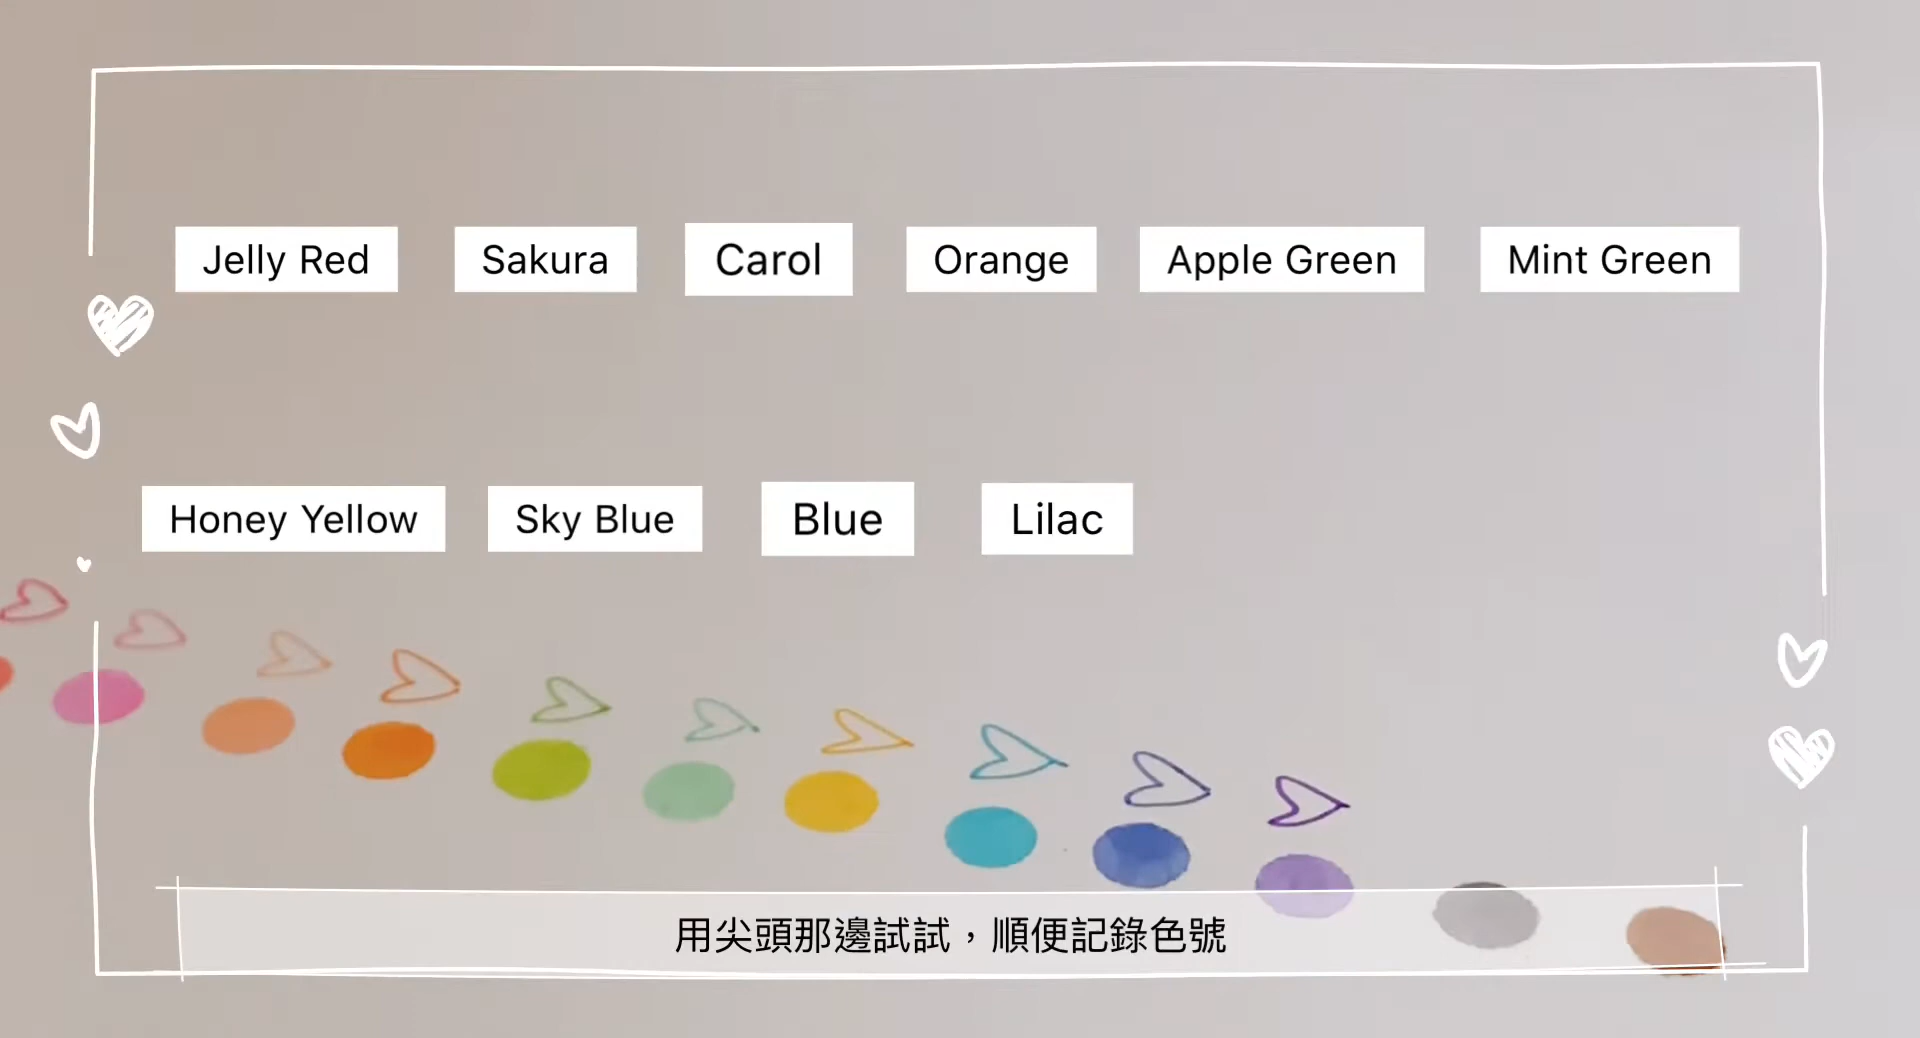 Jelly Red Sakura Carol Orange Apple Green Mint Green
Honey Yellow Sky Blue Blue Lilac
用尖頭那邊試試，順便記錄色號